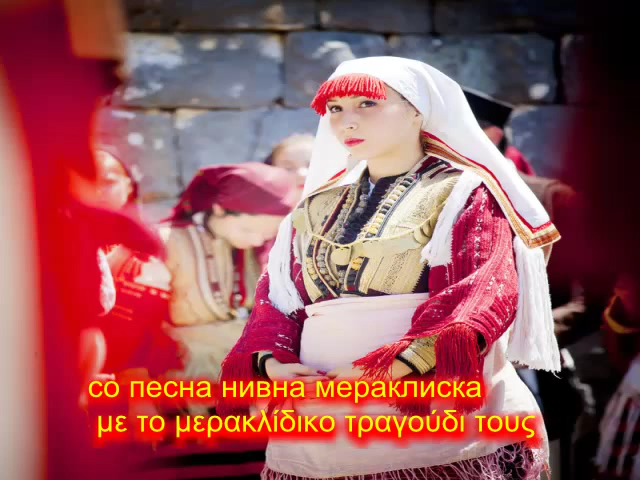 со песна нивна мераклиска
με το μερακλίδικο τραγούδι τους